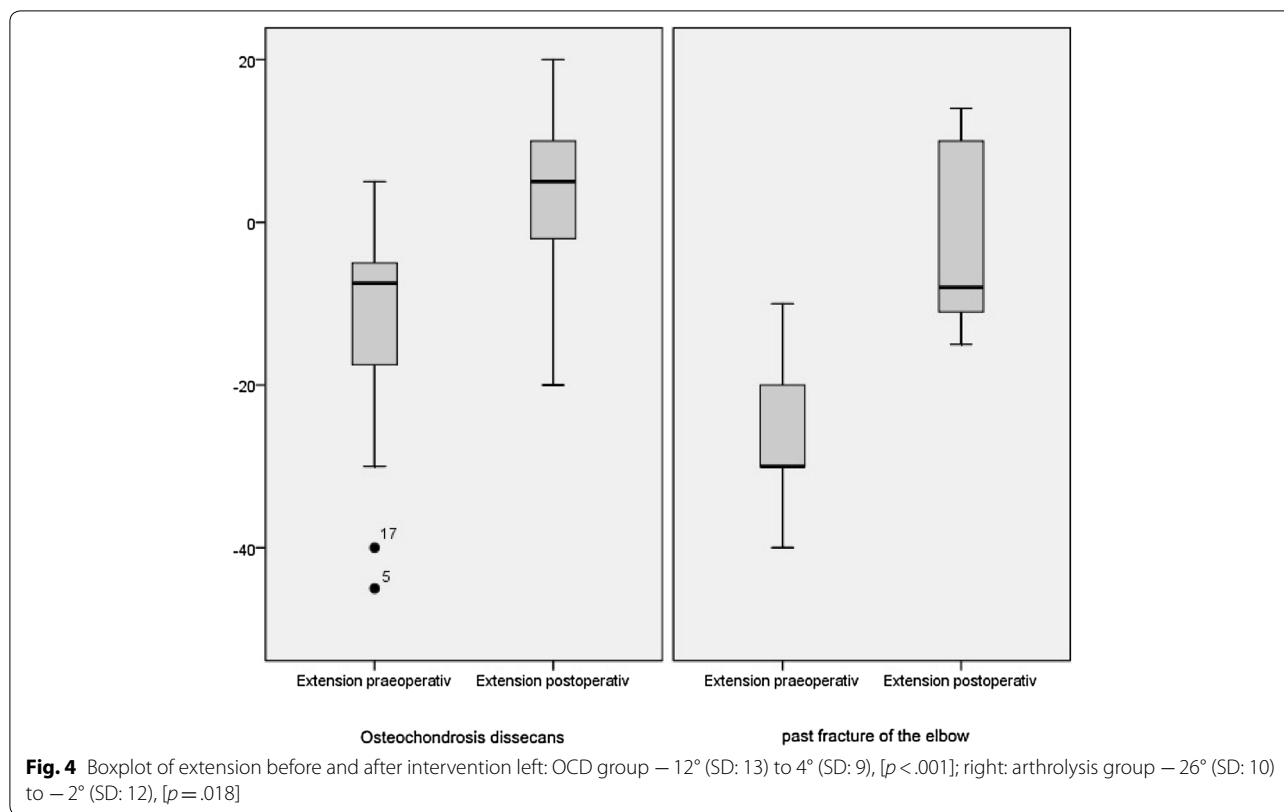 20
0
-20
-40
17
5
Extension praeoperativ Extension postoperativ Extension praeoperativ Extension postoperativ
Osteochondrosis dissecans past fracture of the elbow
Fig. 4 Boxplot of extension before and after intervention left: OCD group − 12° (SD: 13) to 4° (SD: 9), [p < .001]; right: arthrolysis group − 26° (SD: 10)
to − 2° (SD: 12), [p = .018]